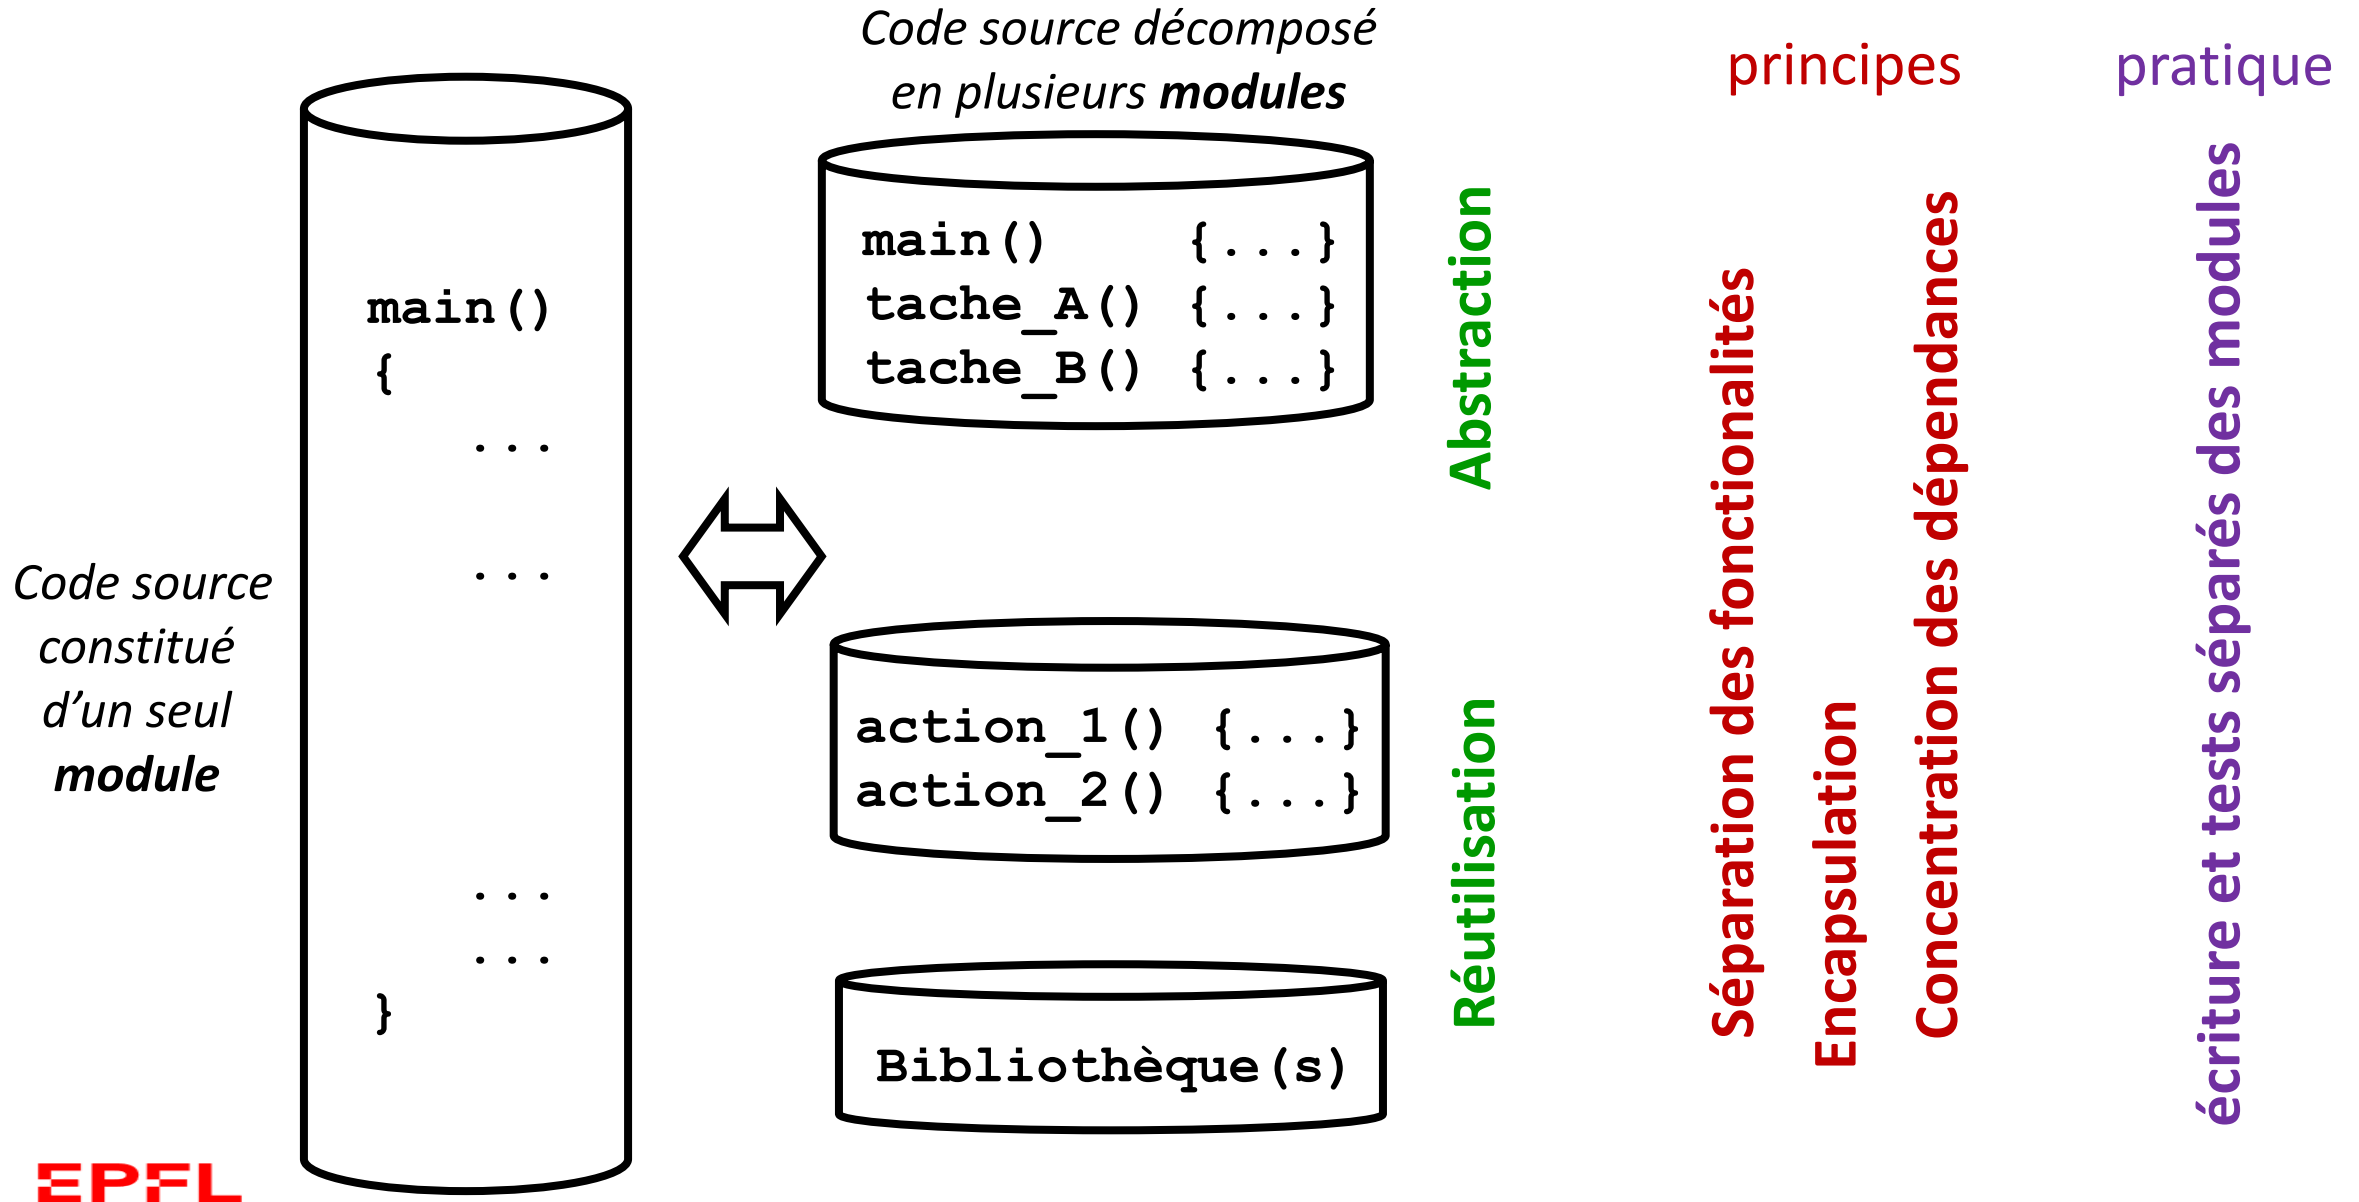 Code source
constitué
d’un seul
module
main()
{
...
...
...
...
}
Code source décomposé
en plusieurs modules
main() {...}
tache_A() {...}
tache_B() {...}
action_1() {...}
action_2() {...}
Bibliothèque(s)
Abstraction
Réutilisation
principes
Séparation des fonctionalités
Encapsulation
Concentration des dépendances
pratique
écriture et tests séparés des modules
EPFL